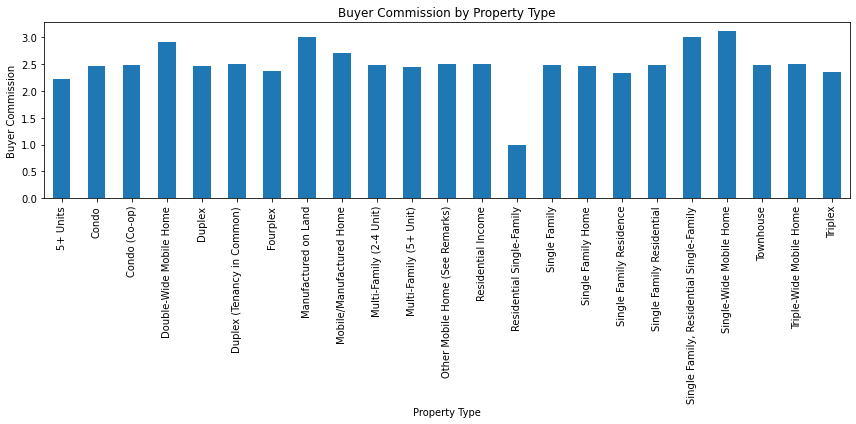 Buyer Commission by Property Type
Buyer Commission
3.0
2.5
2.0
1.5
1.0
0.5
0.0
5+ Units
Condo
Condo (Co-op)
Double-Wide Mobile Home
Duplex
Duplex (Tenancy in Common)
Fourplex
Manufactured on Land
Mobile/Manufactured Home
Multi-Family (2-4 Unit)
Multi-Family (5+ Unit)
Other Mobile Home (See Remarks)
Residential Income
Residential Single-Family
Single Family
Single Family Home
Single Family Residence
Single Family Residential
Single Family, Residential Single-Family
Single-Wide Mobile Home
Townhouse
Triple-Wide Mobile Home
Triplex
Property Type